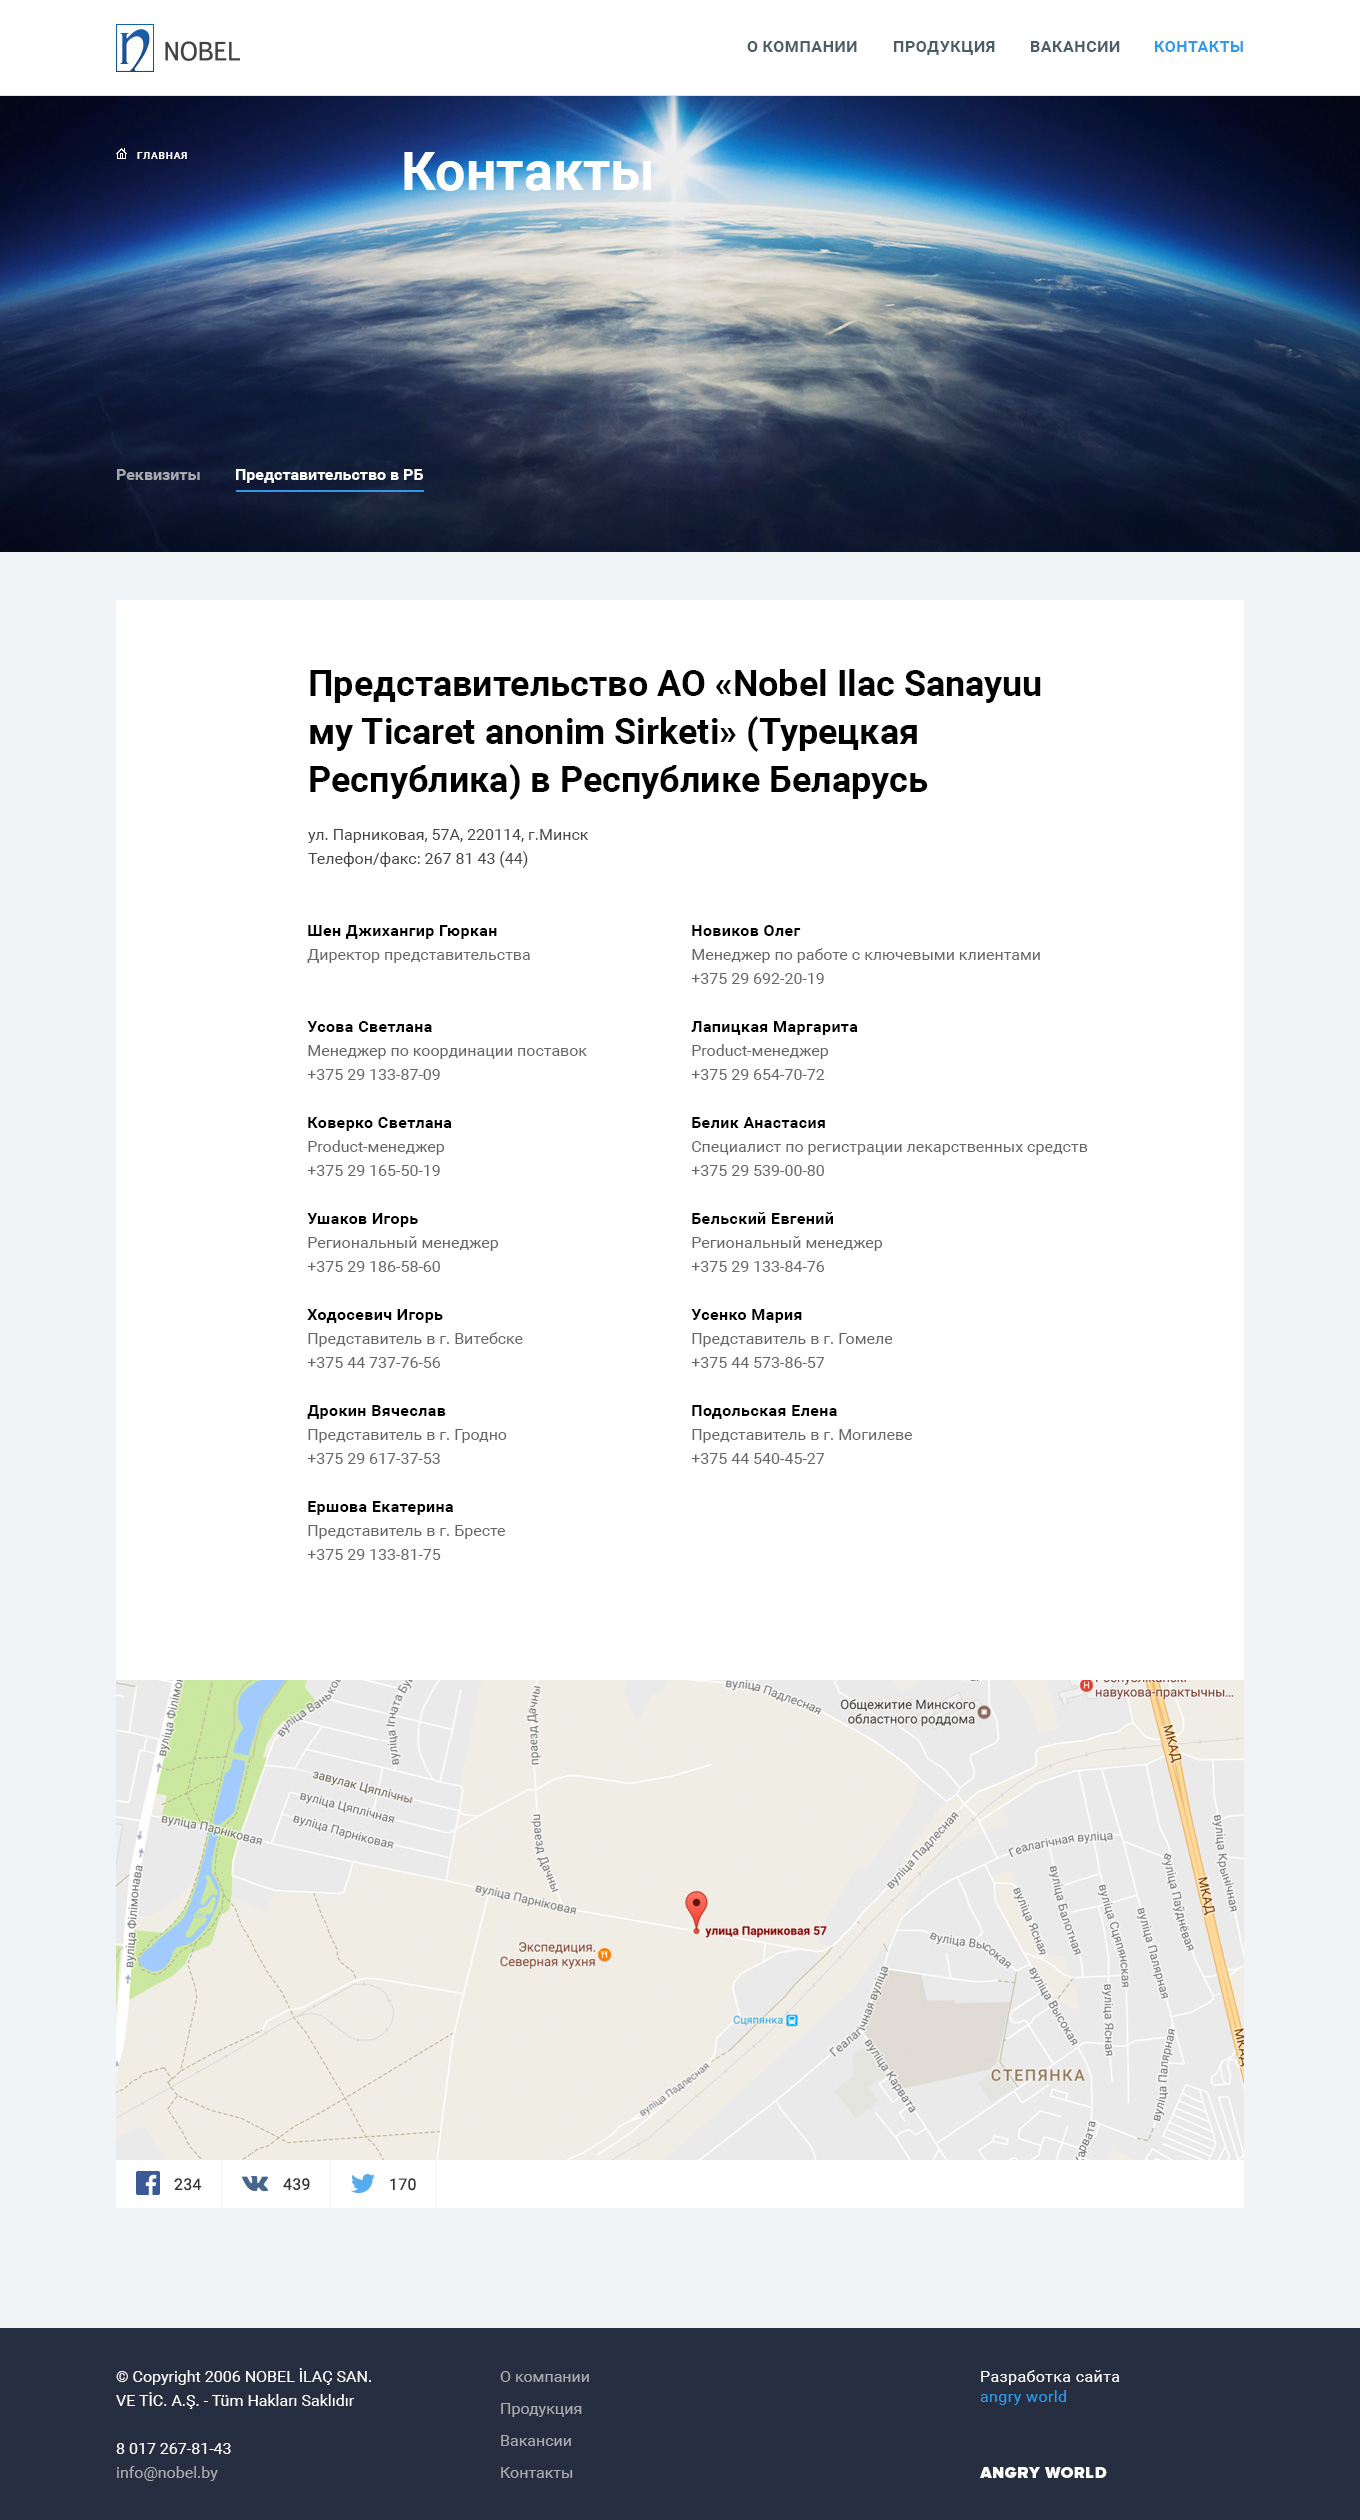 NOBEL
О КОМПАНИИ ПРОДУКЦИЯ ВАКАНСИИ КОНТАКТЫ
ГЛАВНАЯ
Контакты
Реквизиты Представительство в РБ
Представительство АО «Nobel Ilac Sanayuu
му Ticaret anonim Sirketi» (Турецкая
Республика) в Республике Беларусь
ул. Парниковая, 57А, 220114, г.Минск
Телефон/факс: 267 81 43 (44)
Шен Джихангир Гюркан
Директор представительства
Новиков Олег
Менеджер по работе с ключевыми клиентами
+375 29 692-20-19
Усова Светлана
Менеджер по координации поставок
+375 29 133-87-09
Лапицкая Маргарита
Product-менеджер
+375 29 654-70-72
Коверко Светлана
Product-менеджер
+375 29 165-50-19
Белик Анастасия
Специалист по регистрации лекарственных средств
+375 29 539-00-80
Ушаков Игорь
Региональный менеджер
+375 29 186-58-60
Бельский Евгений
Региональный менеджер
+375 29 133-84-76
Ходосевич Игорь
Представитель в г. Витебске
+375 44 737-76-56
Усенко Мария
Представитель в г. Гомеле
+375 44 573-86-57
Дрокин Вячеслав
Представитель в г. Гродно
+375 29 617-37-53
Подольская Елена
Представитель в г. Могилеве
+375 44 540-45-27
Ершова Екатерина
Представитель в г. Бресте
+375 29 133-81-75
вуліца
вуліца
вуліца Ігната
праезд Дачны
вуліца Падлесная
Общежитие Минского
областного роддома
навукова-практычны...
МКАД
завулак Цяплічны
вуліца Цяплічная
вуліца Парніковая
вуліца Парніковая
праезд Дачны
вуліца Падлесная
Геалагічная вуліца
вуліца Крынічная
вуліца Філімонава
вуліца Парніковая
вуліца Ясная
вуліца Балотная
вуліца Сцяпянская
вуліца Палярная
вуліца Паўднёвая
МКАД
улица Парниковая 57
Экспедиция.
Северная кухня
вуліца Высокая
Сцяпянка
Геалагічная вуліца
вуліца Высокая
вуліца Ясная
вуліца Карвата
вуліца Падлесная
СТЕПЯНКА
вуліца Палярная
МКАД
234 439 170
© Copyright 2006 NOBEL İLAÇ SAN.
VE TİC. A.Ş. - Tüm Hakları Saklıdır
8 017 267-81-43
info@nobel.by
О компании
Продукция
Вакансии
Контакты
Разработка сайта
angry world
ANGRY WORLD